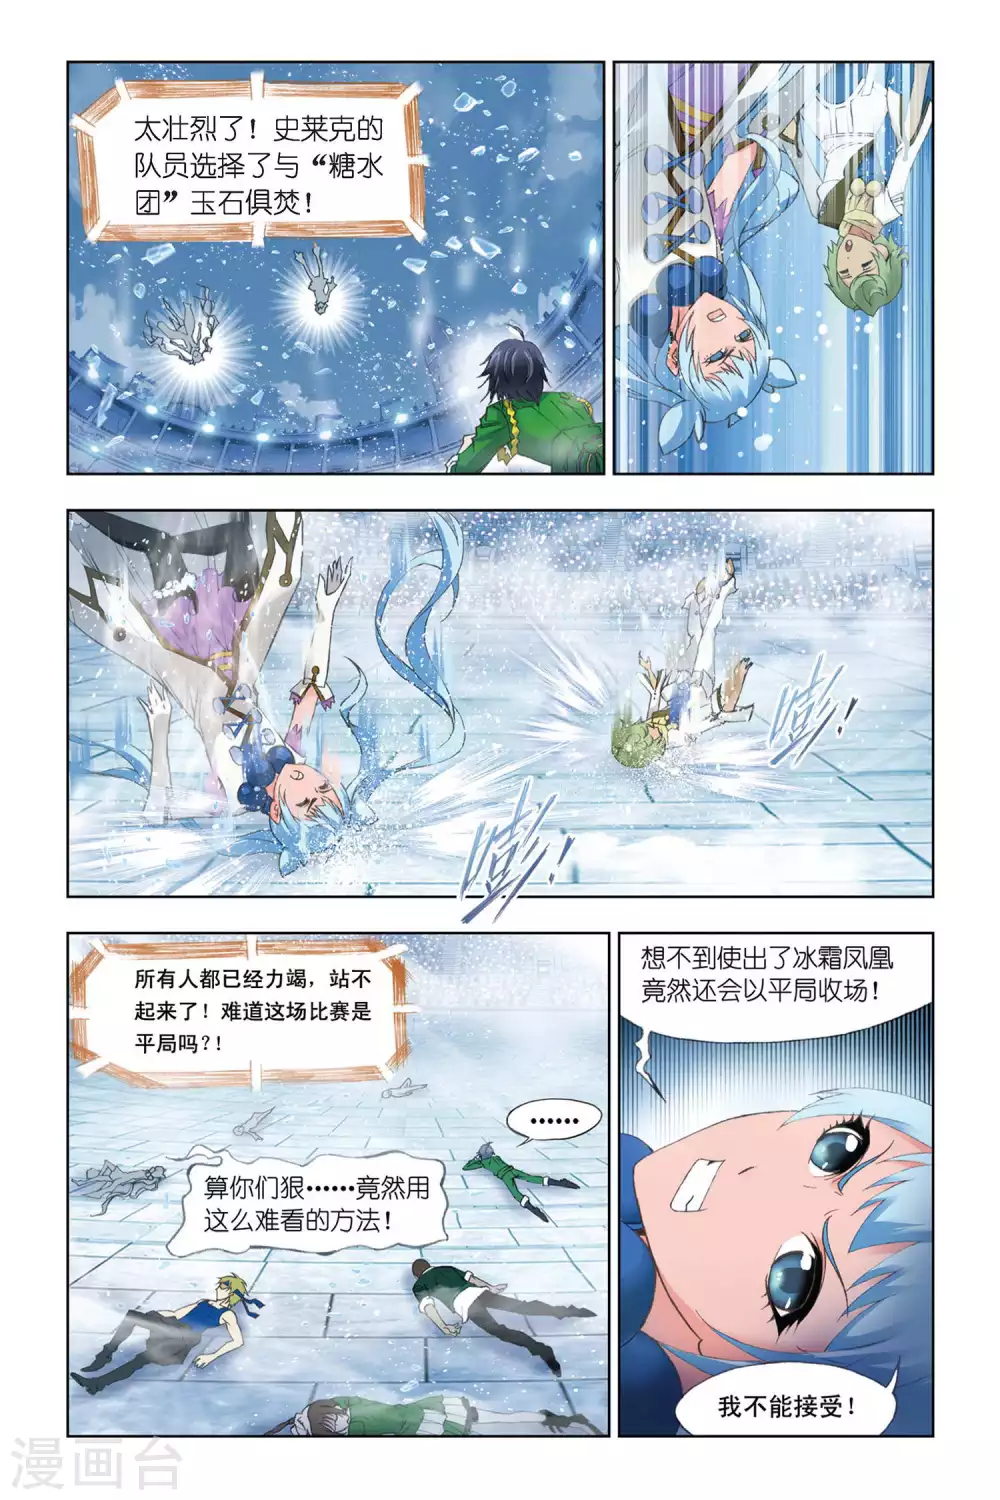 太壮烈了！史莱克的
队员选择了与“糖水
团”玉石俱焚！
嘭！
嘭！
所有人都已经力竭，站不
起来了！难道这场比赛是
平局吗？！
……
算你们狠……竟然用
这么难看的方法！
想不到使出了冰霜凤凰
竟然还会以平局收场！
我不能接受！
漫画台